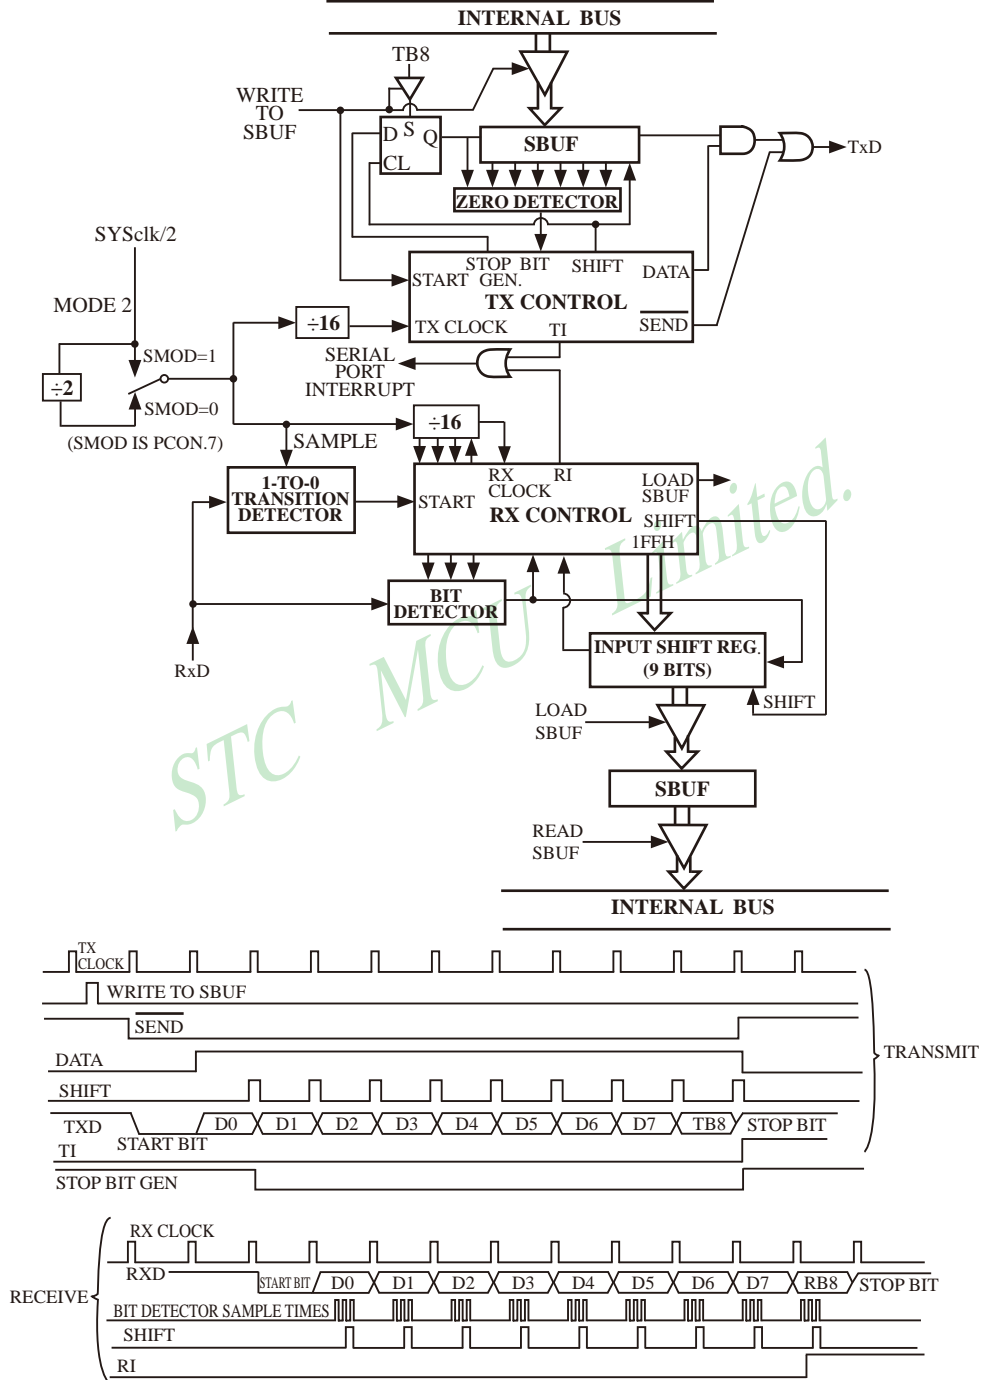 INTERNAL BUS
TB8
WRITE
TO
SBUF
D S Q
CL
SBUF
TxD
ZERO DETECTOR
SYSclk/2
STOP BIT
GEN.
SHIFT
START
DATA
TX CONTROL
MODE 2
÷16
TX CLOCK
TI
SEND
SMOD=1
SERIAL
PORT
INTERRUPT
÷2
SMOD=0
(SMOD IS PCON.7)
SAMPLE
÷16
1-TO-0
TRANSITION
DETECTOR
START
RX
CLOCK
RI
LOAD
SBUF
RX CONTROL
SHIFT
1FFH
BIT
DETECTOR
RxD
INPUT SHIFT REG.
(9 BITS)
SHIFT
LOAD
SBUF
SBUF
READ
SBUF
INTERNAL BUS
STC MCU Limited.
TX
CLOCK
WRITE TO SBUF
SEND
DATA
TRANSMIT
SHIFT
TXD START BIT D0 D1 D2 D3 D4 D5 D6 D7 TB8 STOP BIT
TI
STOP BIT GEN
RX CLOCK
RXD START BIT D0 D1 D2 D3 D4 D5 D6 D7 RB8 STOP BIT
RECEIVE
BIT DETECTOR SAMPLE TIMES
SHIFT
RI